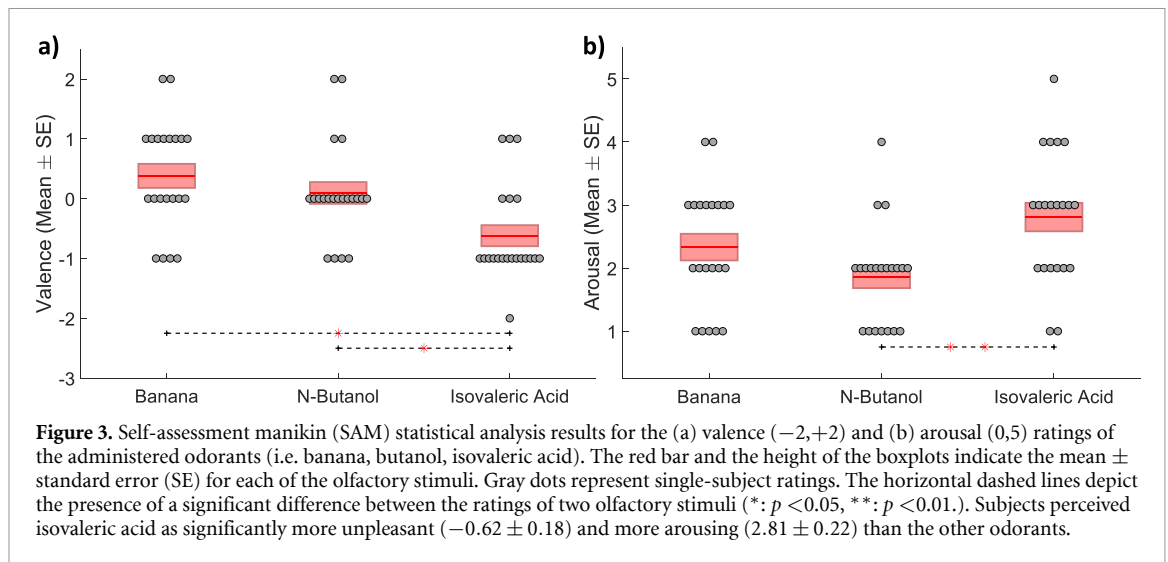 a)
Valence (Mean ± SE)
2
1
0
-1
-2
-3
Banana
N-Butanol
Isovaleric Acid
b)
Arousal (Mean ± SE)
5
4
3
2
1
Banana
N-Butanol
Isovaleric Acid
Figure 3. Self-assessment manikin (SAM) statistical analysis results for the (a) valence (−2,+2) and (b) arousal (0,5) ratings of
the administered odorants (i.e. banana, butanol, isovaleric acid). The red bar and the height of the boxplots indicate the mean ±
standard error (SE) for each of the olfactory stimuli. Gray dots represent single-subject ratings. The horizontal dashed lines depict
the presence of a significant difference between the ratings of two olfactory stimuli (*: p <0.05, **: p <0.01.). Subjects perceived
isovaleric acid as significantly more unpleasant (−0.62 ± 0.18) and more arousing (2.81 ± 0.22) than the other odorants.